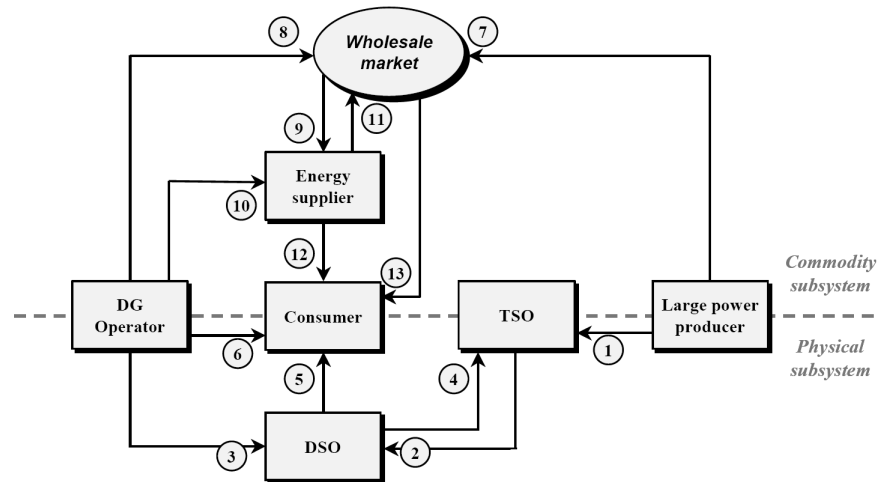 8
Wholesale
market
7
9
11
Energy
supplier
10
12
13
Commodity
subsystem
DG
Operator
Consumer
TSO
Large power
producer
6
1
Physical
subsystem
5
4
3
DSO
2